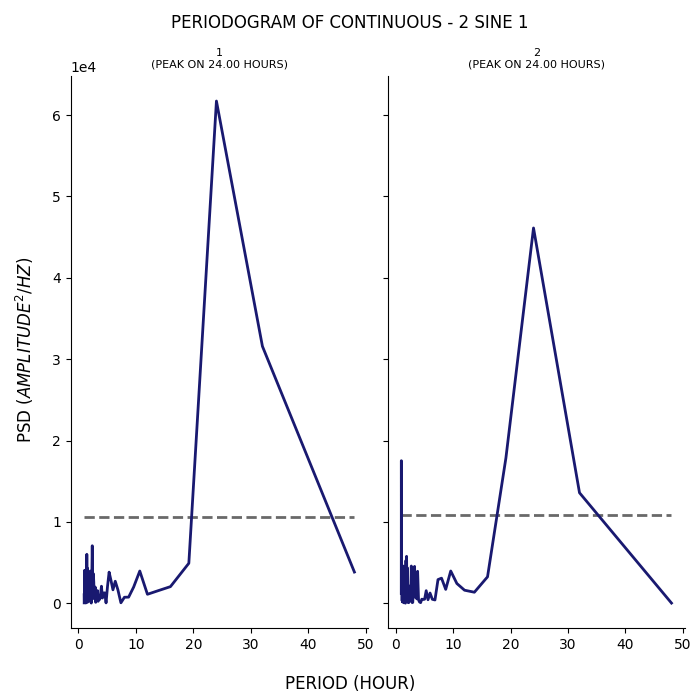 PERIODOGRAM OF CONTINUOUS - 2 SINE 1
1
(PEAK ON 24.00 HOURS)
2
(PEAK ON 24.00 HOURS)
1e4
6
5
4
3
2
1
0
PSD (AMPLITUDE²/HZ)
0 10 20 30 40 50
0 10 20 30 40 50
PERIOD (HOUR)